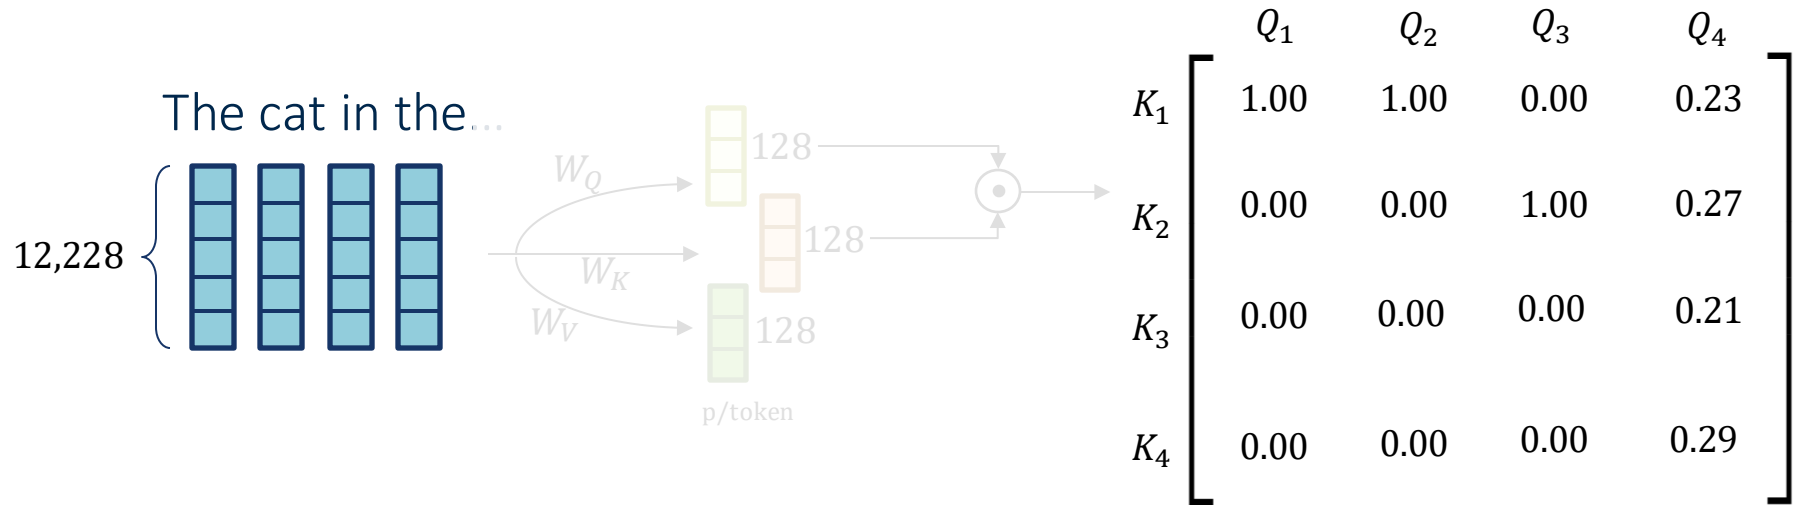 The cat in the...
12,228
W_Q
W_K
W_V
128
128
128
p/token
Q_1 Q_2 Q_3 Q_4
K_1 1.00 1.00 0.00 0.23
K_2 0.00 0.00 1.00 0.27
K_3 0.00 0.00 0.00 0.21
K_4 0.00 0.00 0.00 0.29